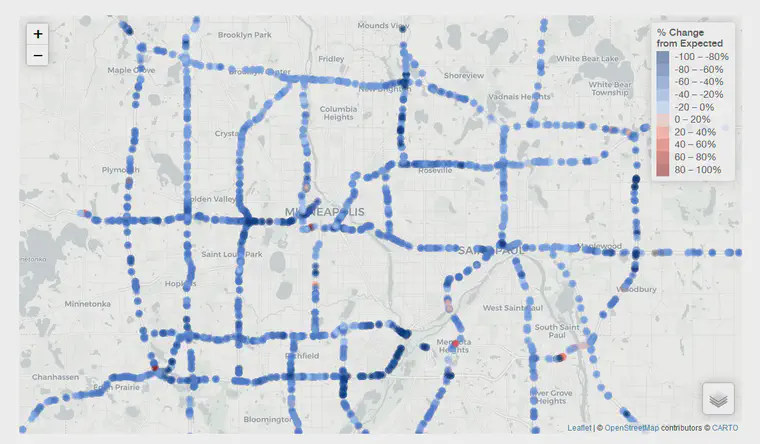 +
−
Mounds View
Brooklyn Park
Fridley
Maple Grove
Brooklyn Center
Shoreview
White Bear Lake
New Brighton
White Bear
Township
Vadnais Heights
Columbia
Heights
Crystal
Plymouth
Roseville
Golden Valley
MINNEAPOLIS
Saint Louis Park
SAINT PAUL
Maplewood
Hopkins
Woodbury
Minnetonka
West Saint Paul
South Saint
Paul
Mendota
Heights
Richfield
Chanhassen
Eden Prairie
Inver Grove
Heights
Bloomington
% Change
from Expected
-100 – -80%
-80 – -60%
-60 – -40%
-40 – -20%
-20 – 0%
0 – 20%
20 – 40%
40 – 60%
60 – 80%
80 – 100%
Leaflet | © OpenStreetMap contributors © CARTO